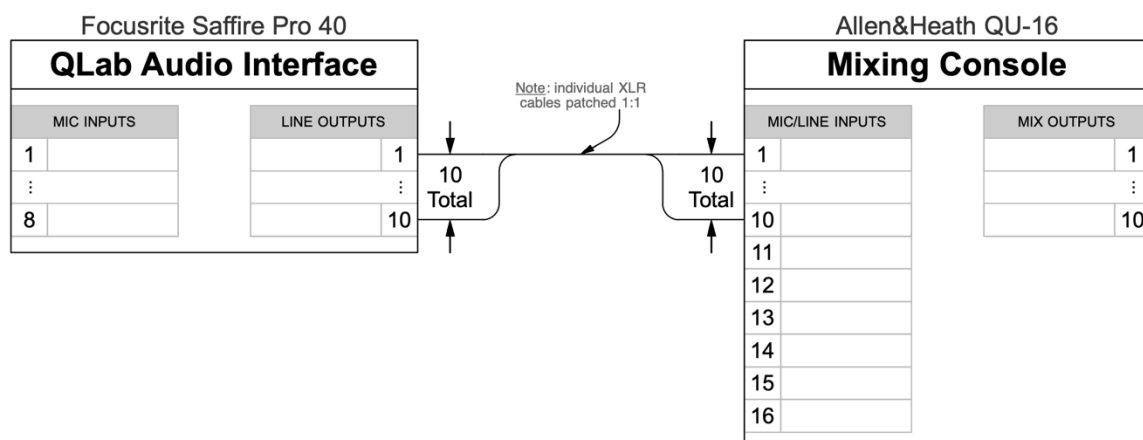 Focusrite Saffire Pro 40
QLab Audio Interface
MIC INPUTS
1
⋮
8
LINE OUTPUTS
1
⋮
10
10
Total
Note: individual XLR
cables patched 1:1
10
Total
Allen&Heath QU-16
Mixing Console
MIC/LINE INPUTS
1
⋮
10
11
12
13
14
15
16
MIX OUTPUTS
1
⋮
10